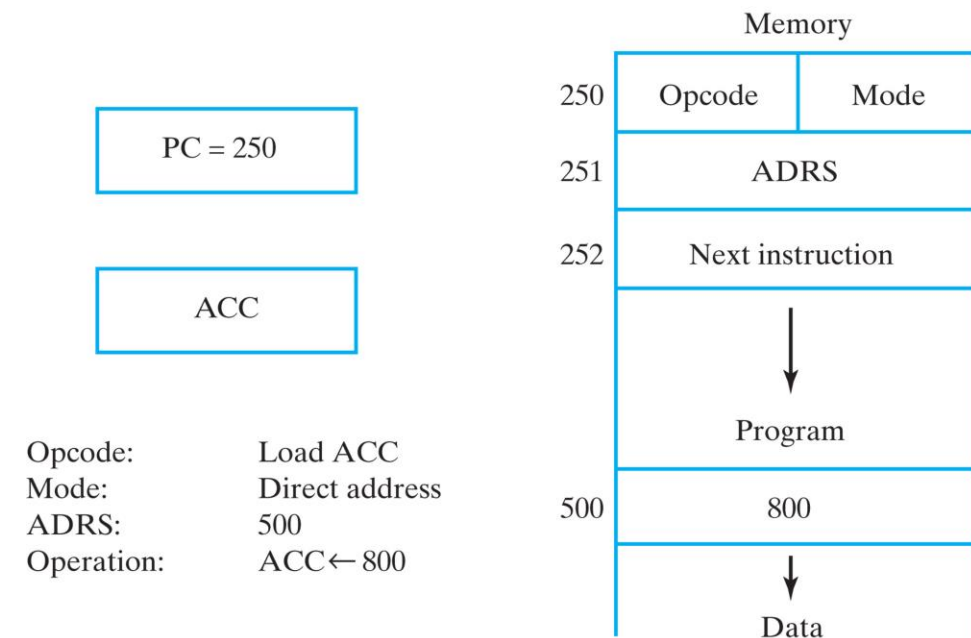 Memory
250 Opcode Mode
PC = 250
251 ADRS
252 Next instruction
ACC
Program
Opcode: Load ACC
Mode: Direct address
ADRS: 500
Operation: ACC←800
500 800
Data